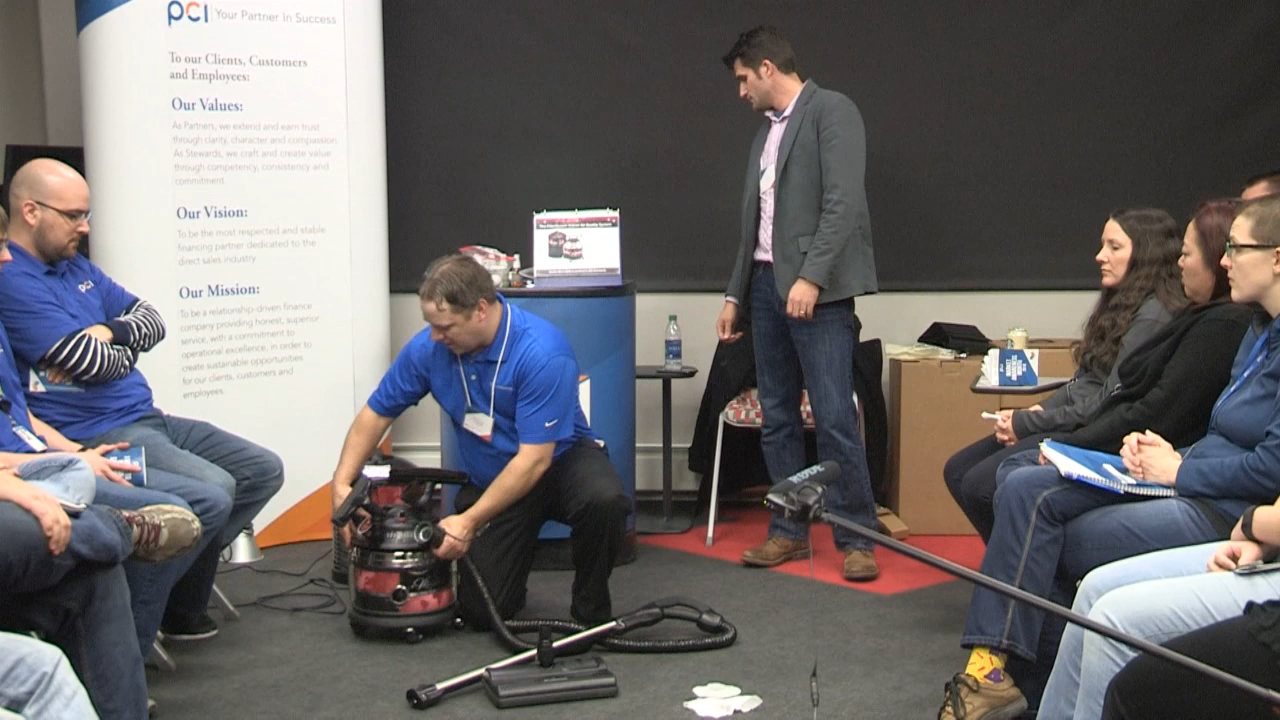 pci Your Partner In Success
To our Clients, Customers
and Employees:
Our Values:
As Partners, we extend and earn trust
through clarity, character and compassion.
As Stewards, we craft and create value
through competency, consistency and
commitment.
Our Vision:
To be the most respected and stable
financing partner dedicated to the
direct sales industry
Our Mission:
To be a relationship-driven finance
company providing honest, superior
service, with a commitment to
operational excellence, in order to
create sustainable opportunities
for our clients, customers and
employees.
pci
RODE